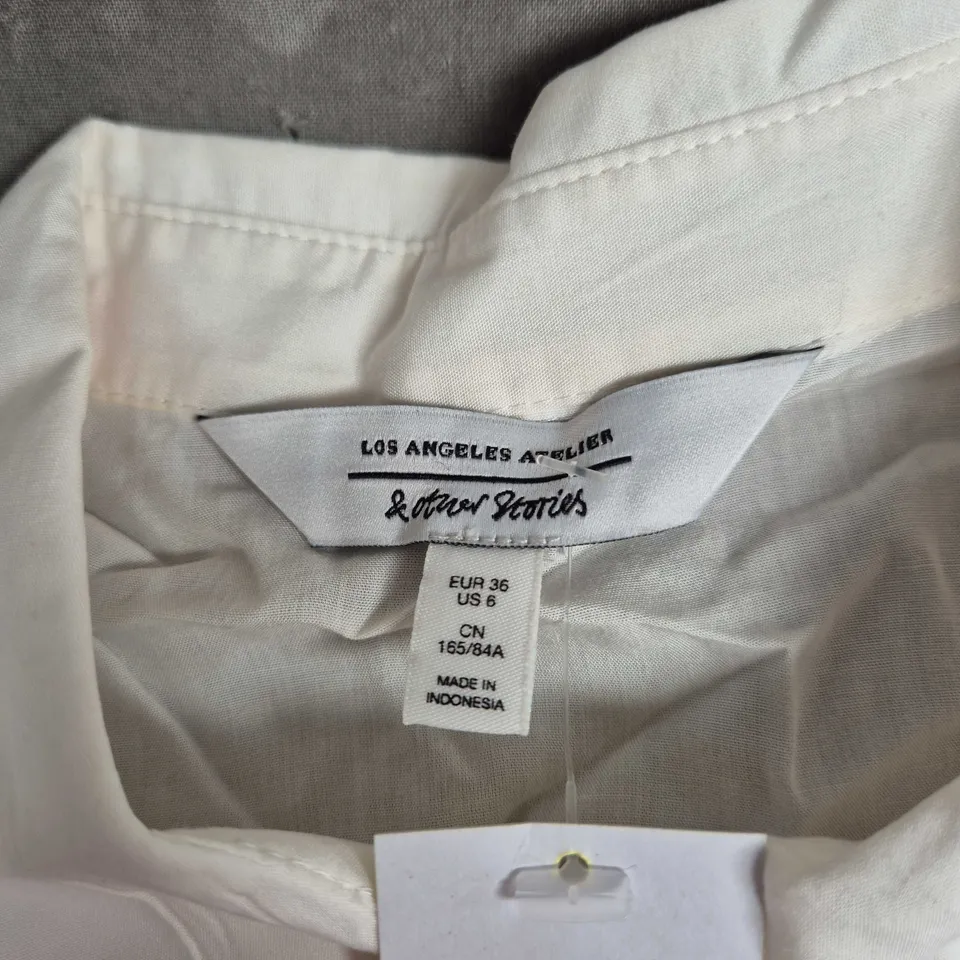 LOS ANGELES ATELIER
& other Stories
EUR 36
US 6
CN
165/84A
MADE IN
INDONESIA